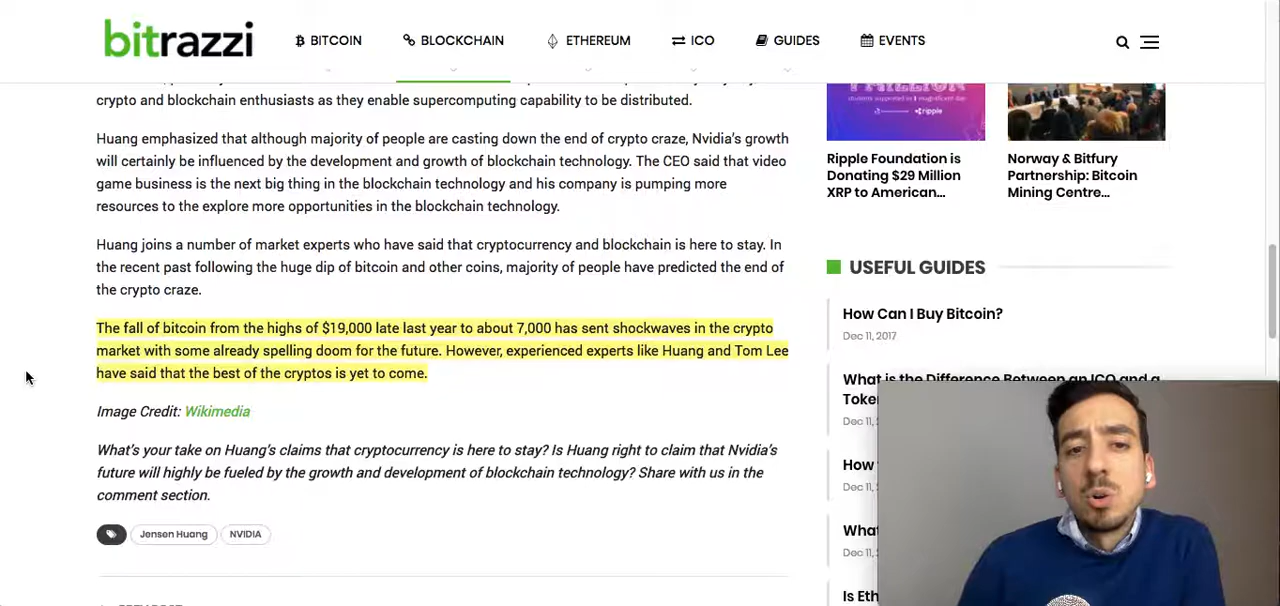 bitrazzi
BITCOIN
BLOCKCHAIN
ETHEREUM
ICO
GUIDES
EVENTS
crypto and blockchain enthusiasts as they enable supercomputing capability to be distributed.
Huang emphasized that although majority of people are casting down the end of crypto craze, Nvidia's growth
will certainly be influenced by the development and growth of blockchain technology. The CEO said that video
game business is the next big thing in the blockchain technology and his company is pumping more
resources to the explore more opportunities in the blockchain technology.
Huang joins a number of market experts who have said that cryptocurrency and blockchain is here to stay. In
the recent past following the huge dip of bitcoin and other coins, majority of people have predicted the end of
the crypto craze.
The fall of bitcoin from the highs of $19,000 late last year to about 7,000 has sent shockwaves in the crypto
market with some already spelling doom for the future. However, experienced experts like Huang and Tom Lee
have said that the best of the cryptos is yet to come.
Image Credit: Wikimedia
What's your take on Huang's claims that cryptocurrency is here to stay? Is Huang right to claim that Nvidia's
future will highly be fueled by the growth and development of blockchain technology? Share with us in the
comment section.
Jensen Huang
NVIDIA
ripple
Ripple Foundation is
Donating $29 Million
XRP to American...
Norway & Bitfury
Partnership: Bitcoin
Mining Centre...
USEFUL GUIDES
How Can I Buy Bitcoin?
Dec 11, 2017
What is the Difference Between an ICO and a
Toke
Dec 11,
How
Dec 11,
What
Dec 11,
Is Eth